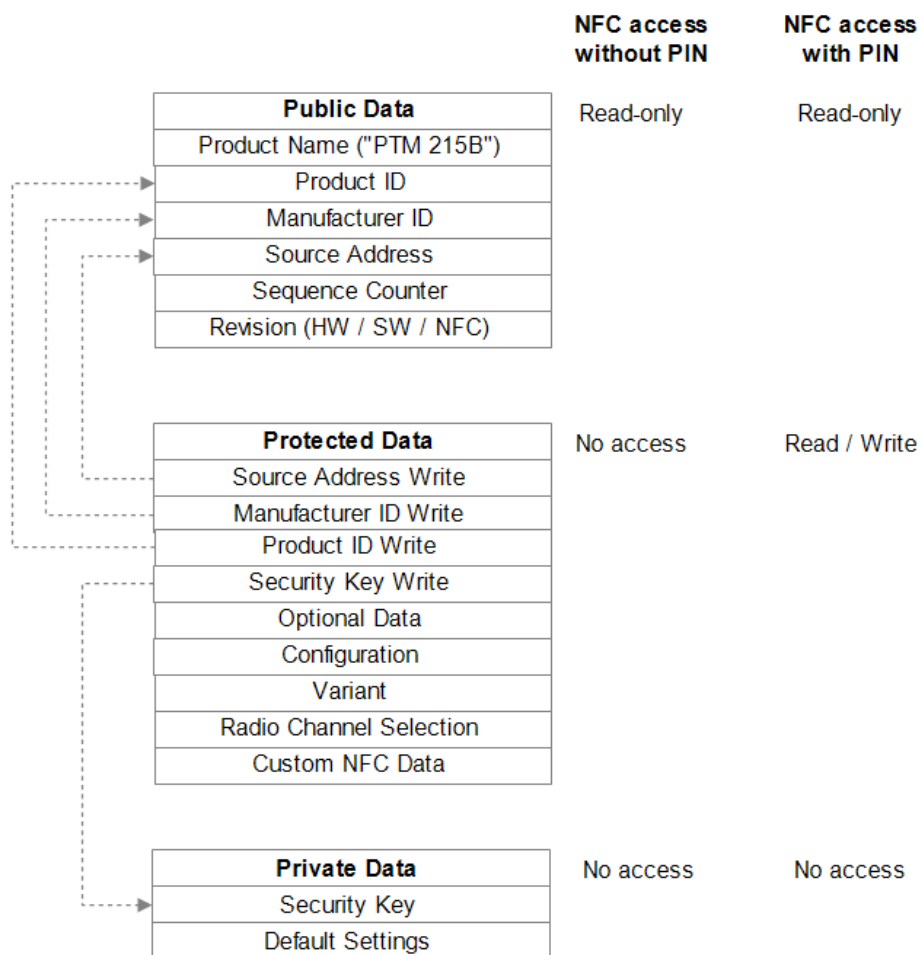 NFC access without PIN
NFC access with PIN
Public Data
Read-only
Read-only
Product Name ("PTM 215B")
Product ID
Manufacturer ID
Source Address
Sequence Counter
Revision (HW / SW / NFC)
Protected Data
No access
Read / Write
Source Address Write
Manufacturer ID Write
Product ID Write
Security Key Write
Optional Data
Configuration
Variant
Radio Channel Selection
Custom NFC Data
Private Data
No access
No access
Security Key
Default Settings